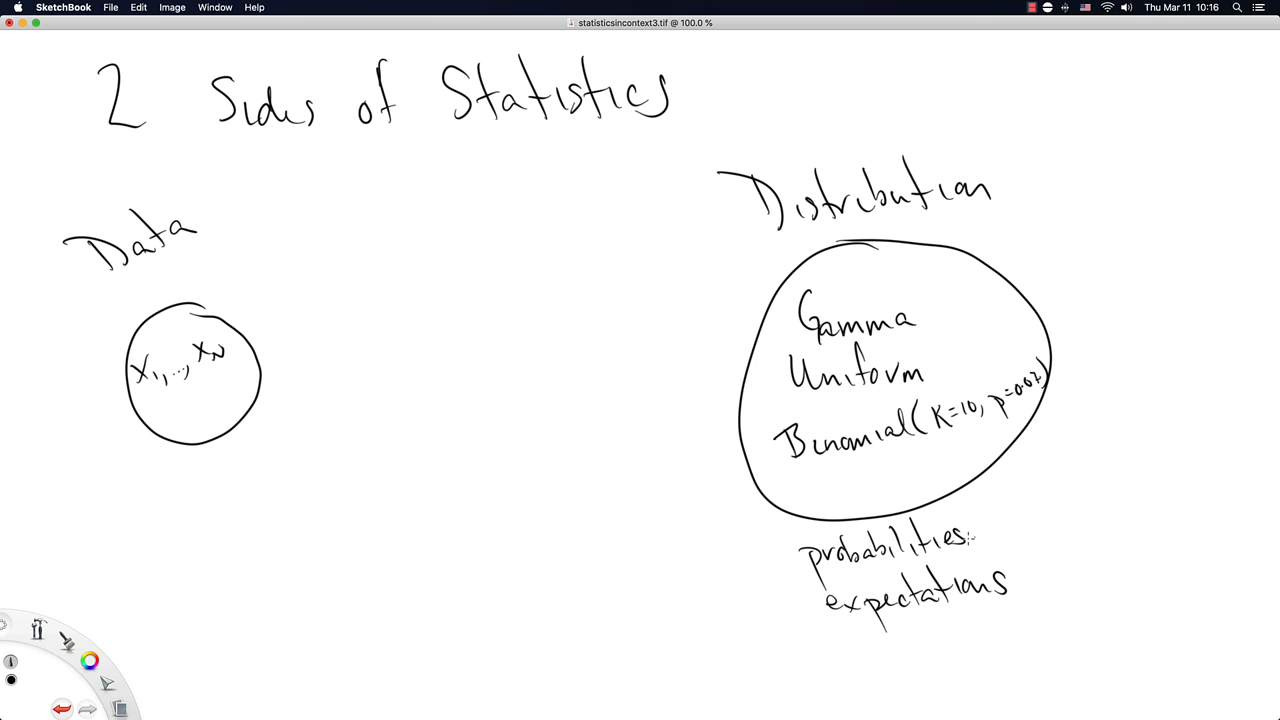 SketchBook File Edit Image Window Help Thu Mar 11 10:16
statisticsincontext3.tif @ 100.0 %
2 Sides of Statistics
Data
x1, ..., xN
Distribution
Gamma
Uniform
Binomial(K=10, p=0.07)
probabilities
expectations